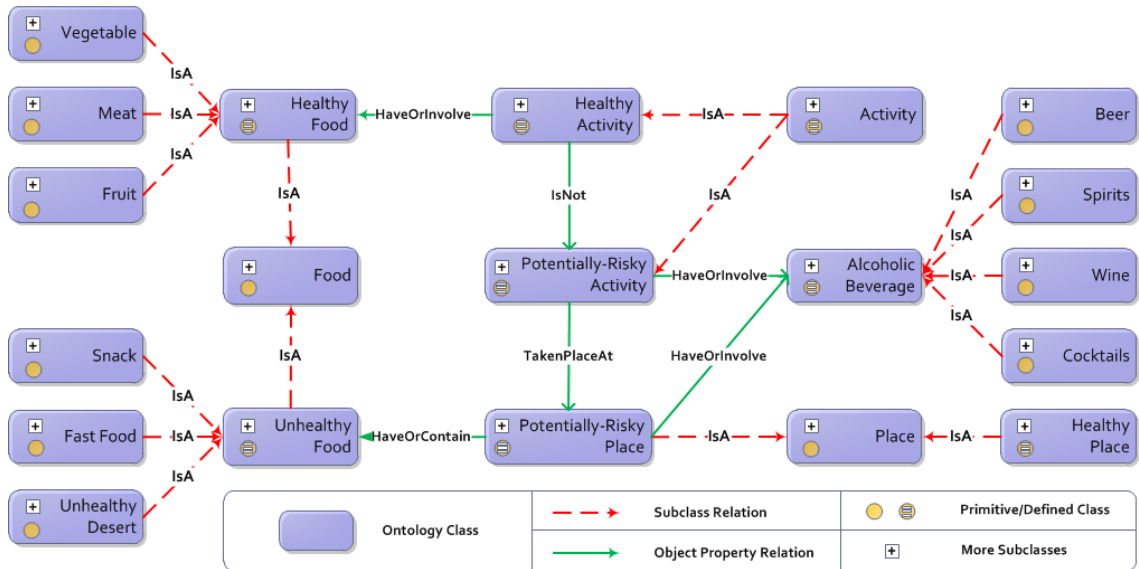 Vegetable
IsA
Meat
IsA
Healthy
Food
HaveOrInvolve
Healthy
Activity
IsA
Activity
Beer
Fruit
IsA
IsA
IsNot
IsA
IsA
Spirits
IsA
Food
Potentially-Risky
Activity
HaveOrInvolve
Alcoholic
Beverage
IsA
Wine
IsA
Snack
IsA
TakenPlaceAt
HaveOrInvolve
Cocktails
IsA
Fast Food
IsA
Unhealthy
Food
HaveOrContain
Potentially-Risky
Place
IsA
Place
IsA
Healthy
Place
IsA
Unhealthy
Desert
Ontology Class
Subclass Relation
Primitive/Defined Class
Object Property Relation
More Subclasses